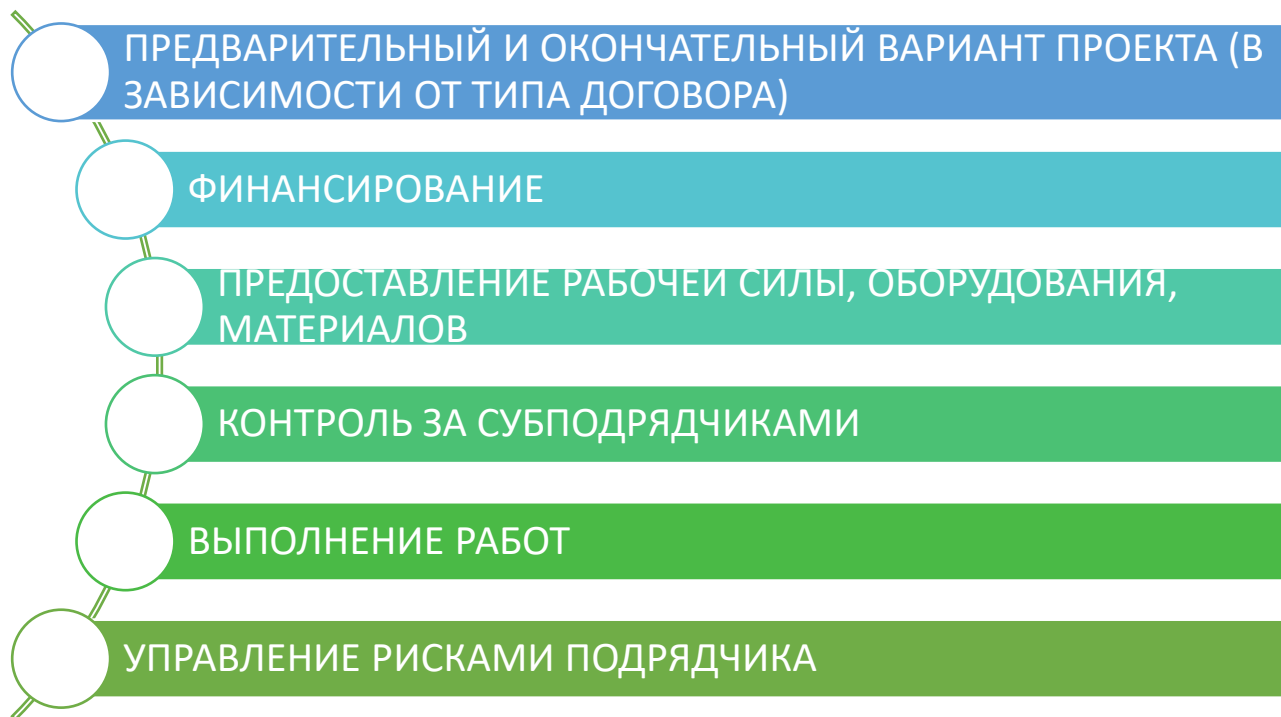 ПРЕДВАРИТЕЛЬНЫЙ И ОКОНЧАТЕЛЬНЫЙ ВАРИАНТ ПРОЕКТА (В
ЗАВИСИМОСТИ ОТ ТИПА ДОГОВОРА)
ФИНАНСИРОВАНИЕ
ПРЕДОСТАВЛЕНИЕ РАБОЧЕЙ СИЛЫ, ОБОРУДОВАНИЯ,
МАТЕРИАЛОВ
КОНТРОЛЬ ЗА СУБПОДРЯДЧИКАМИ
ВЫПОЛНЕНИЕ РАБОТ
УПРАВЛЕНИЕ РИСКАМИ ПОДРЯДЧИКА